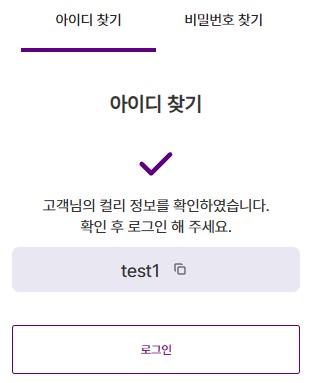 아이디 찾기
비밀번호 찾기
아이디 찾기
고객님의 컬리 정보를 확인하였습니다.
확인 후 로그인 해 주세요.
test1
로그인